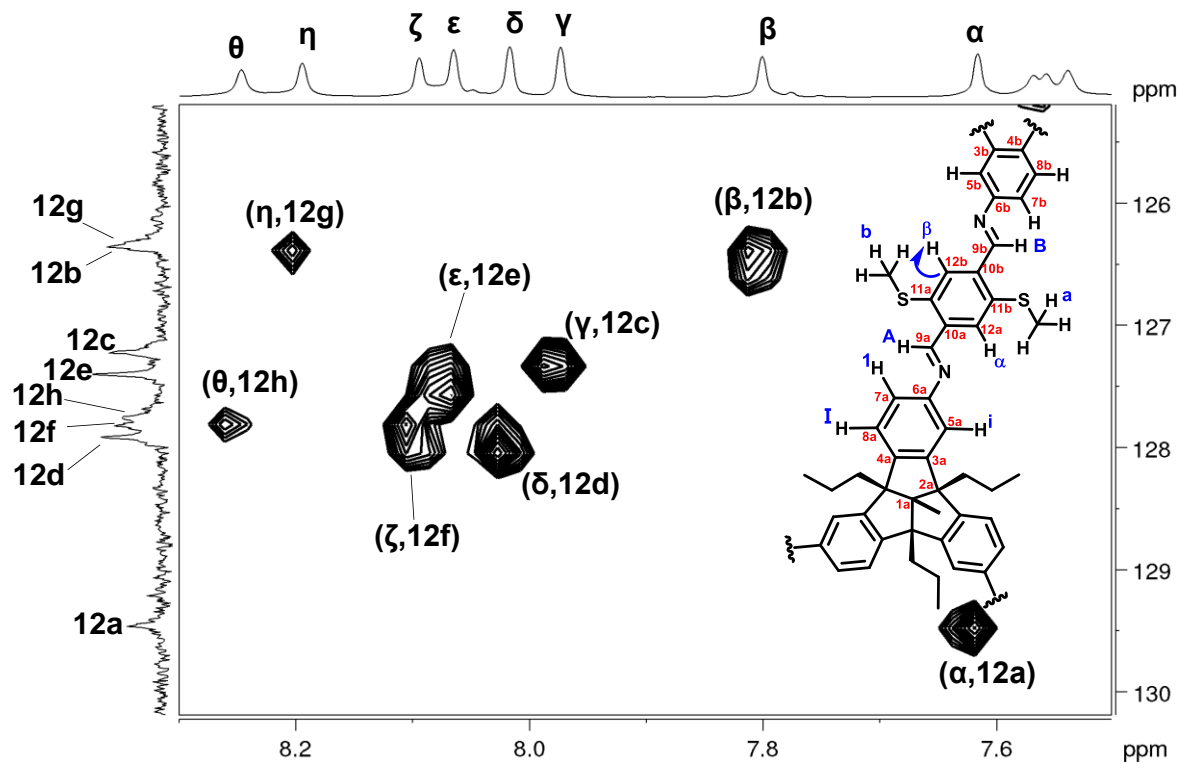 θ η ζ ε δ γ β α
ppm
12g
12b
12c
12e
12h
12f
12d
12a
(η,12g)
(β,12b)
(ε,12e)
(γ,12c)
(θ,12h)
(δ,12d)
(ζ,12f)
(α,12a)
3b 4b
H 5b 8b H
6b 7b
N H
b H H β H 9b H B
H 12b 10b
S 11a 11b S H a
10a 12a H
A H 9a H H
1 H N α
7a 6a
I H 8a 5a H i
4a 3a
2a
1a
126
127
128
129
130
8.2 8.0 7.8 7.6 ppm